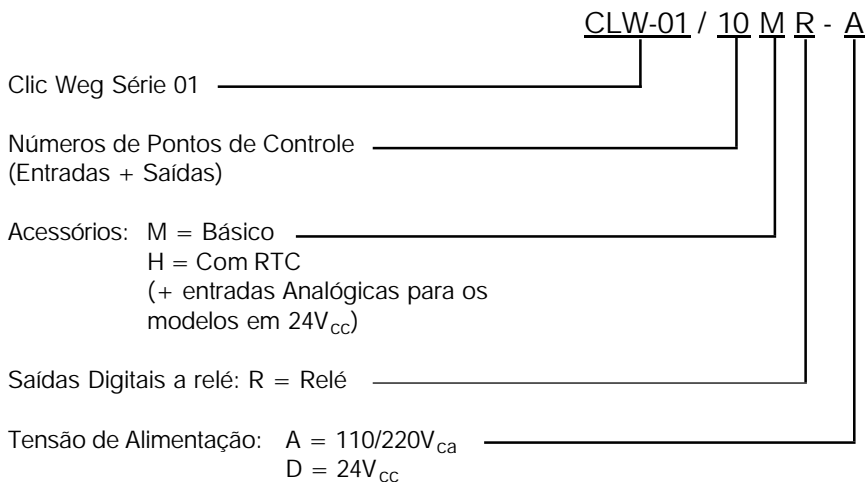 CLW-01 / 10 M R - A
Clic Weg Série 01
Números de Pontos de Controle
(Entradas + Saídas)
Acessórios: M = Básico
H = Com RTC
(+ entradas Analógicas para os
modelos em 24Vcc)
Saídas Digitais a relé: R = Relé
Tensão de Alimentação: A = 110/220Vca
D = 24Vcc